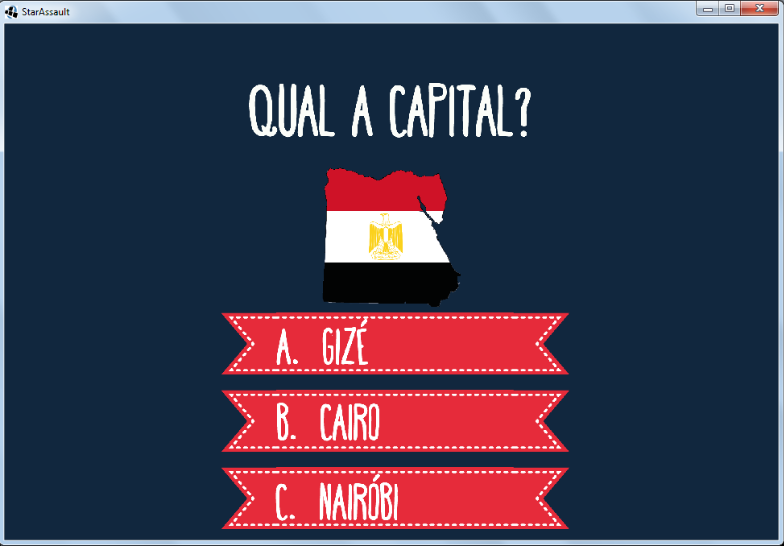 StarAssault
QUAL A CAPITAL?
A. GIZÉ
B. CAIRO
C. NAIRÓBI